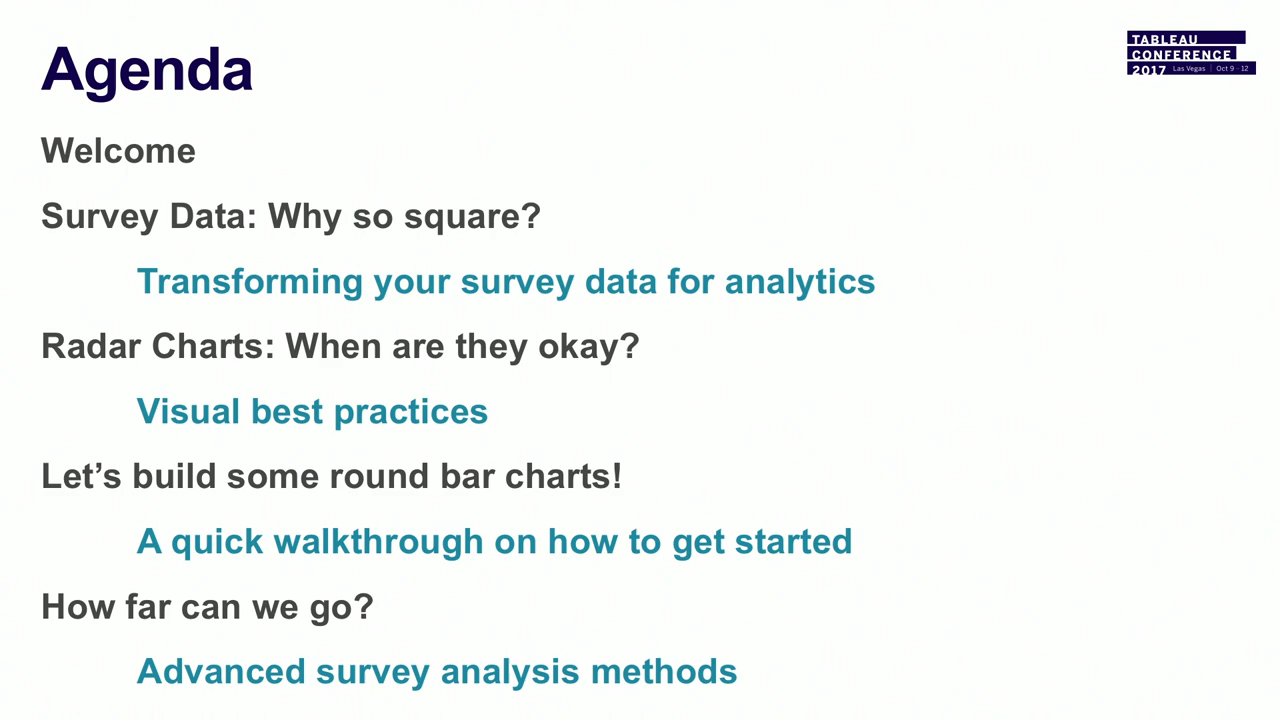 Agenda
TABLEAU
CONFERENCE
2017 Las Vegas | Oct 9 - 12
Welcome
Survey Data: Why so square?
Transforming your survey data for analytics
Radar Charts: When are they okay?
Visual best practices
Let’s build some round bar charts!
A quick walkthrough on how to get started
How far can we go?
Advanced survey analysis methods